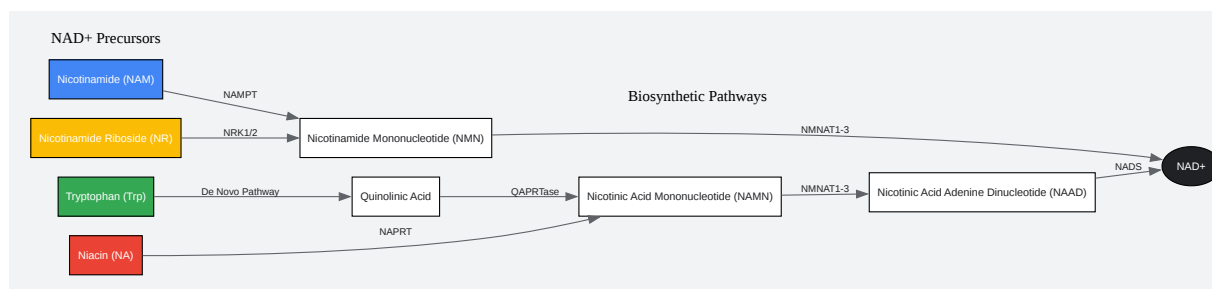 NAD+ Precursors
Nicotinamide (NAM)
NAMPT
Biosynthetic Pathways
Nicotinamide Riboside (NR)
NRK1/2
Nicotinamide Mononucleotide (NMN)
NMNAT1-3
NAD+
Tryptophan (Trp)
De Novo Pathway
Quinolinic Acid
QAPRTase
Nicotinic Acid Mononucleotide (NAMN)
NMNAT1-3
Nicotinic Acid Adenine Dinucleotide (NAAD)
NADS
Niacin (NA)
NAPRT